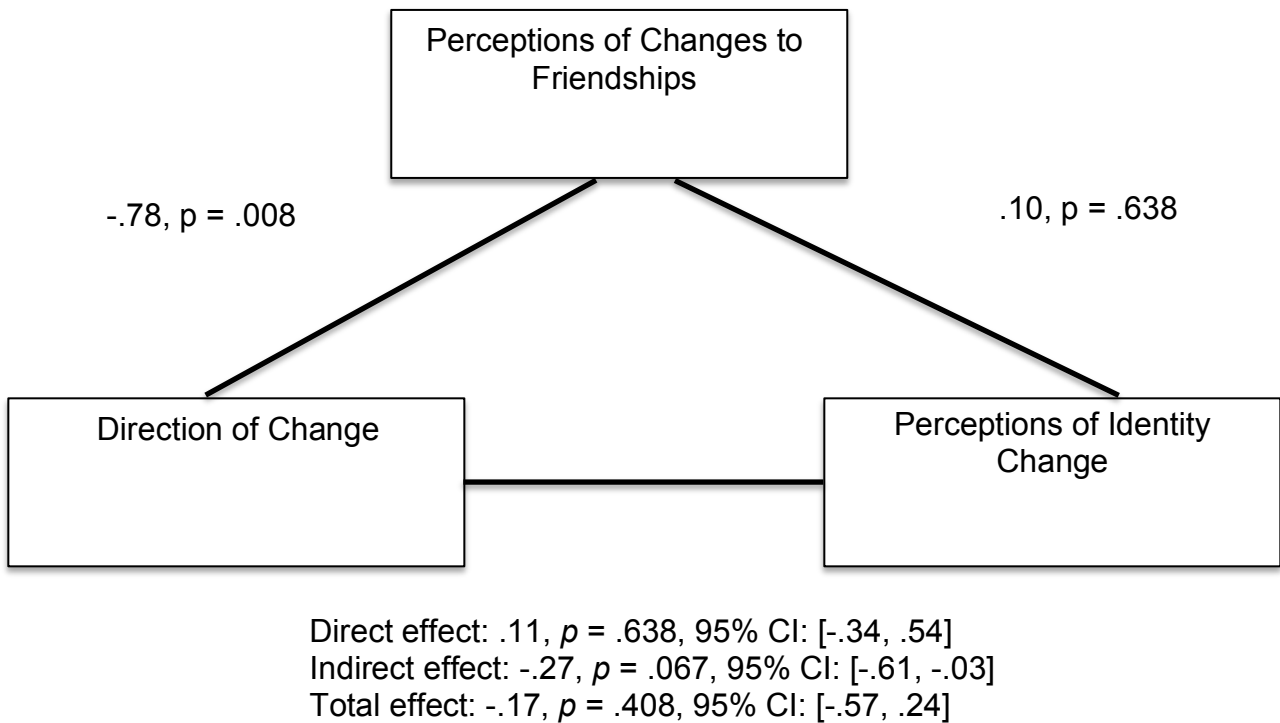 Perceptions of Changes to
Friendships
-.78, p = .008
.10, p = .638
Direction of Change
Perceptions of Identity
Change
Direct effect: .11, p = .638, 95% CI: [-.34, .54]
Indirect effect: -.27, p = .067, 95% CI: [-.61, -.03]
Total effect: -.17, p = .408, 95% CI: [-.57, .24]